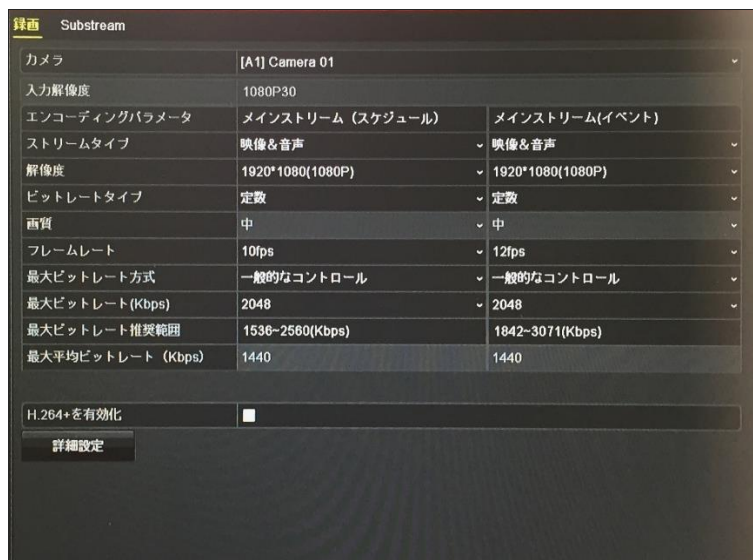 録画 Substream
カメラ [A1] Camera 01
入力解像度 1080P30
エンコーディングパラメータ メインストリーム（スケジュール） メインストリーム(イベント)
ストリームタイプ 映像&音声 映像&音声
解像度 1920*1080(1080P) 1920*1080(1080P)
ビットレートタイプ 定数 定数
画質 中 中
フレームレート 10fps 12fps
最大ビットレート方式 一般的なコントロール 一般的なコントロール
最大ビットレート(Kbps) 2048 2048
最大ビットレート推奨範囲 1536~2560(Kbps) 1842~3071(Kbps)
最大平均ビットレート（Kbps） 1440 1440
H.264+を有効化
詳細設定